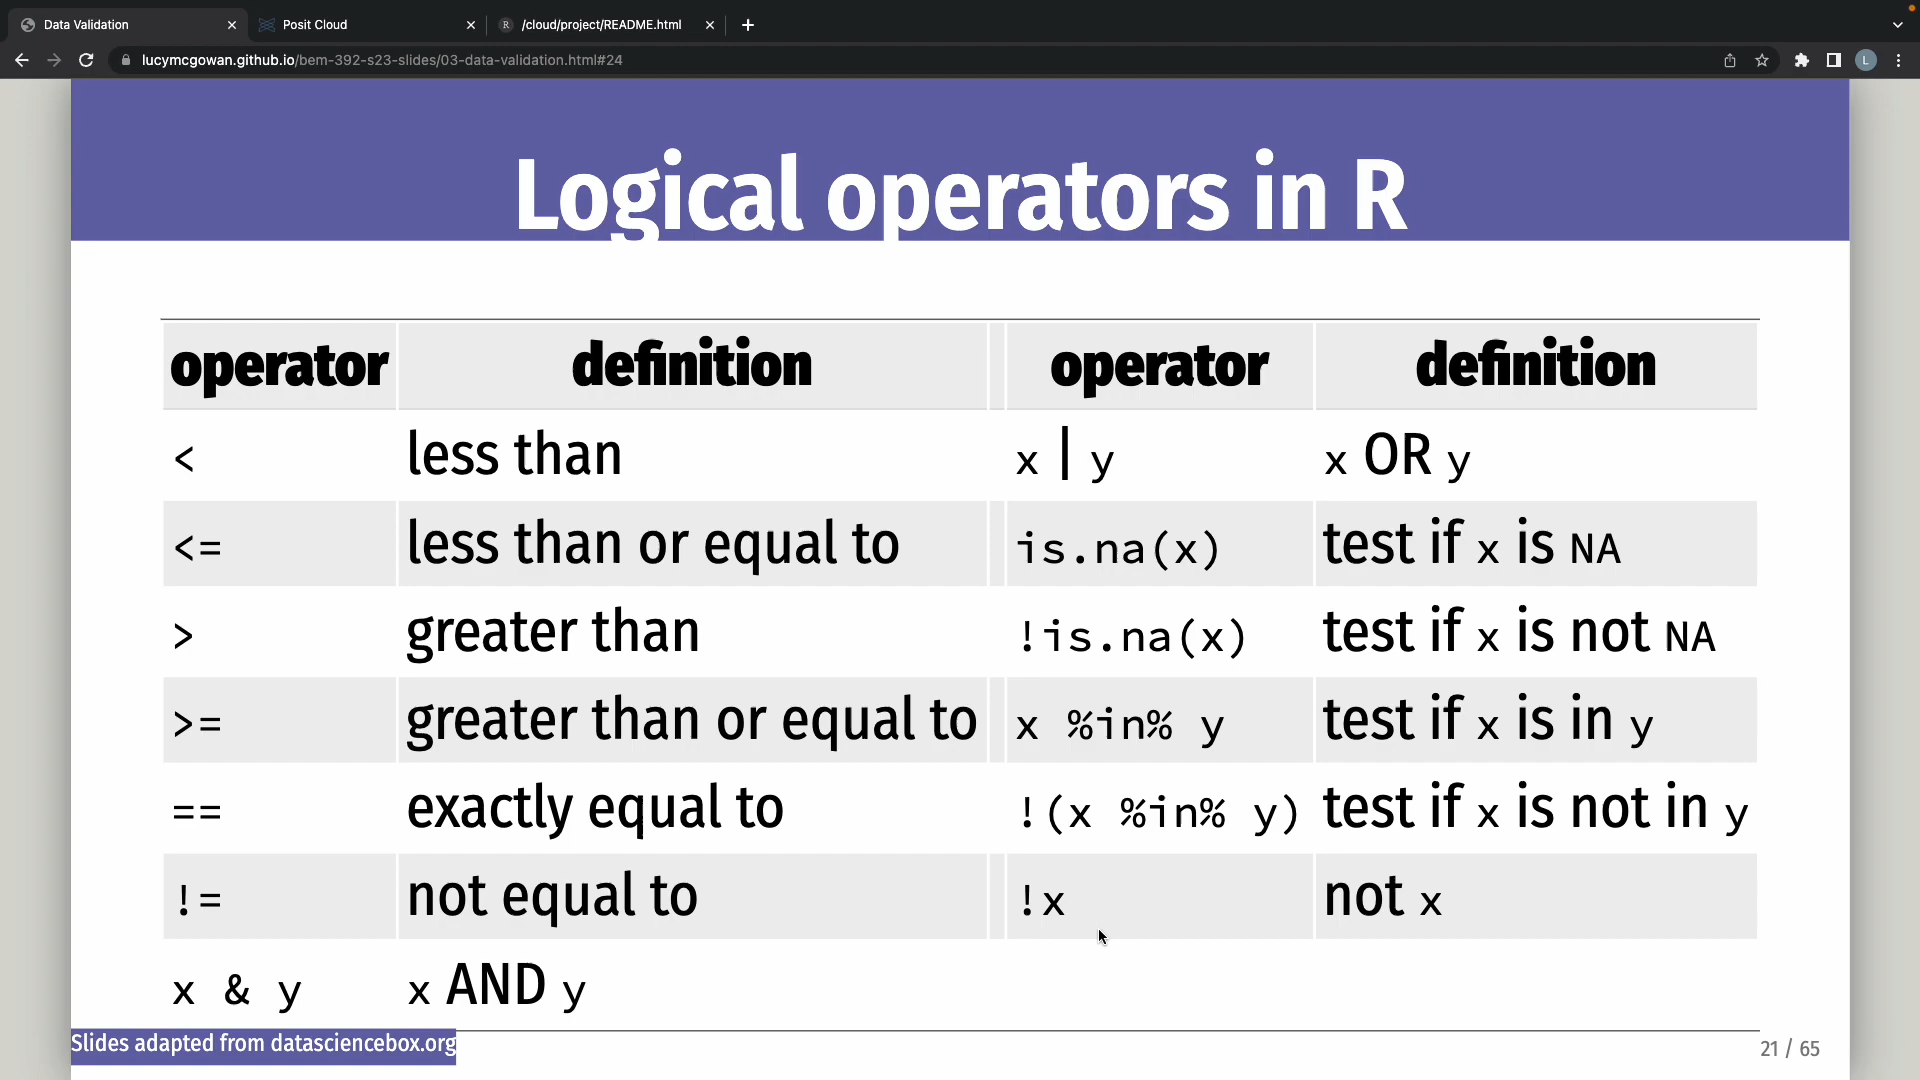 Data Validation
Posit Cloud
R /cloud/project/README.html
lucymcgowan.github.io/bem-392-s23-slides/03-data-validation.html#24
L
Logical operators in R
operator definition operator definition
< less than x | y x OR y
<= less than or equal to is.na(x) test if x is NA
> greater than !is.na(x) test if x is not NA
>= greater than or equal to x %in% y test if x is in y
== exactly equal to !(x %in% y) test if x is not in y
!= not equal to !x not x
x & y x AND y
Slides adapted from datasciencebox.org
21 / 65